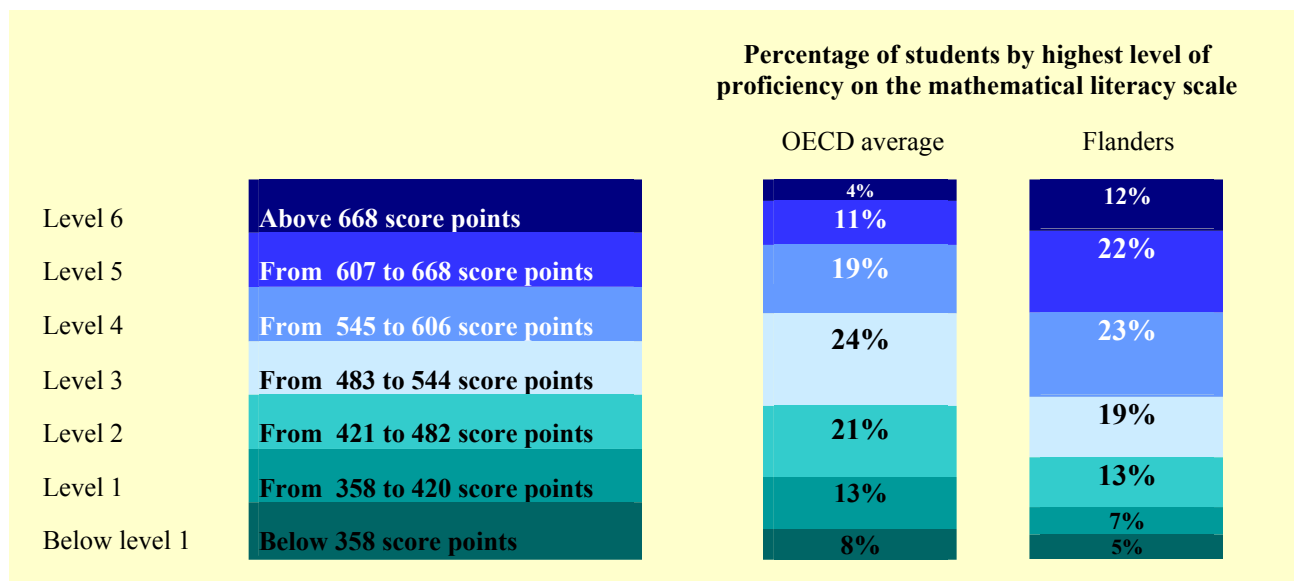 Percentage of students by highest level of
proficiency on the mathematical literacy scale
OECD average Flanders
Level 6 Above 668 score points 4% 12%
11% 22%
Level 5 From 607 to 668 score points 19%
Level 4 From 545 to 606 score points 24% 23%
Level 3 From 483 to 544 score points
Level 2 From 421 to 482 score points 21% 19%
Level 1 From 358 to 420 score points 13% 13%
7%
Below level 1 Below 358 score points 8% 5%